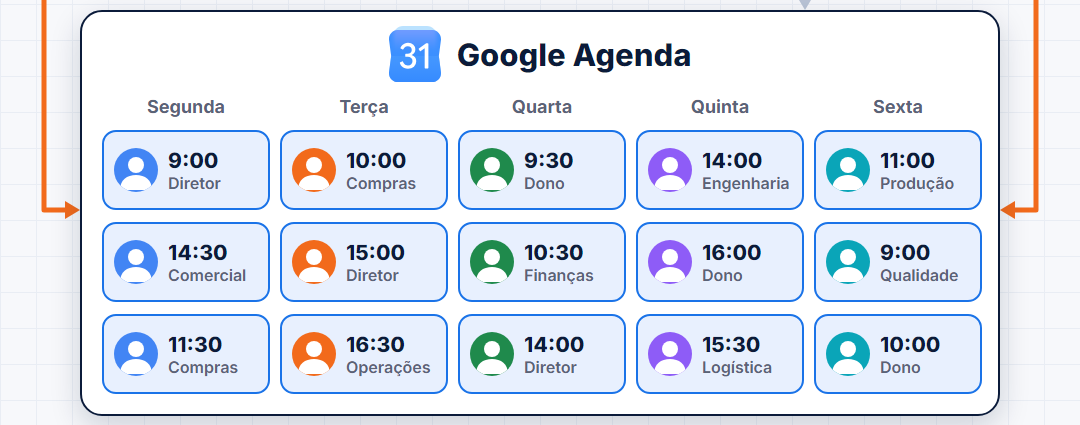 31 Google Agenda
Segunda Terça Quarta Quinta Sexta
9:00 10:00 9:30 14:00 11:00
Diretor Compras Dono Engenharia Produção
14:30 15:00 10:30 16:00 9:00
Comercial Diretor Finanças Dono Qualidade
11:30 16:30 14:00 15:30 10:00
Compras Operações Diretor Logística Dono